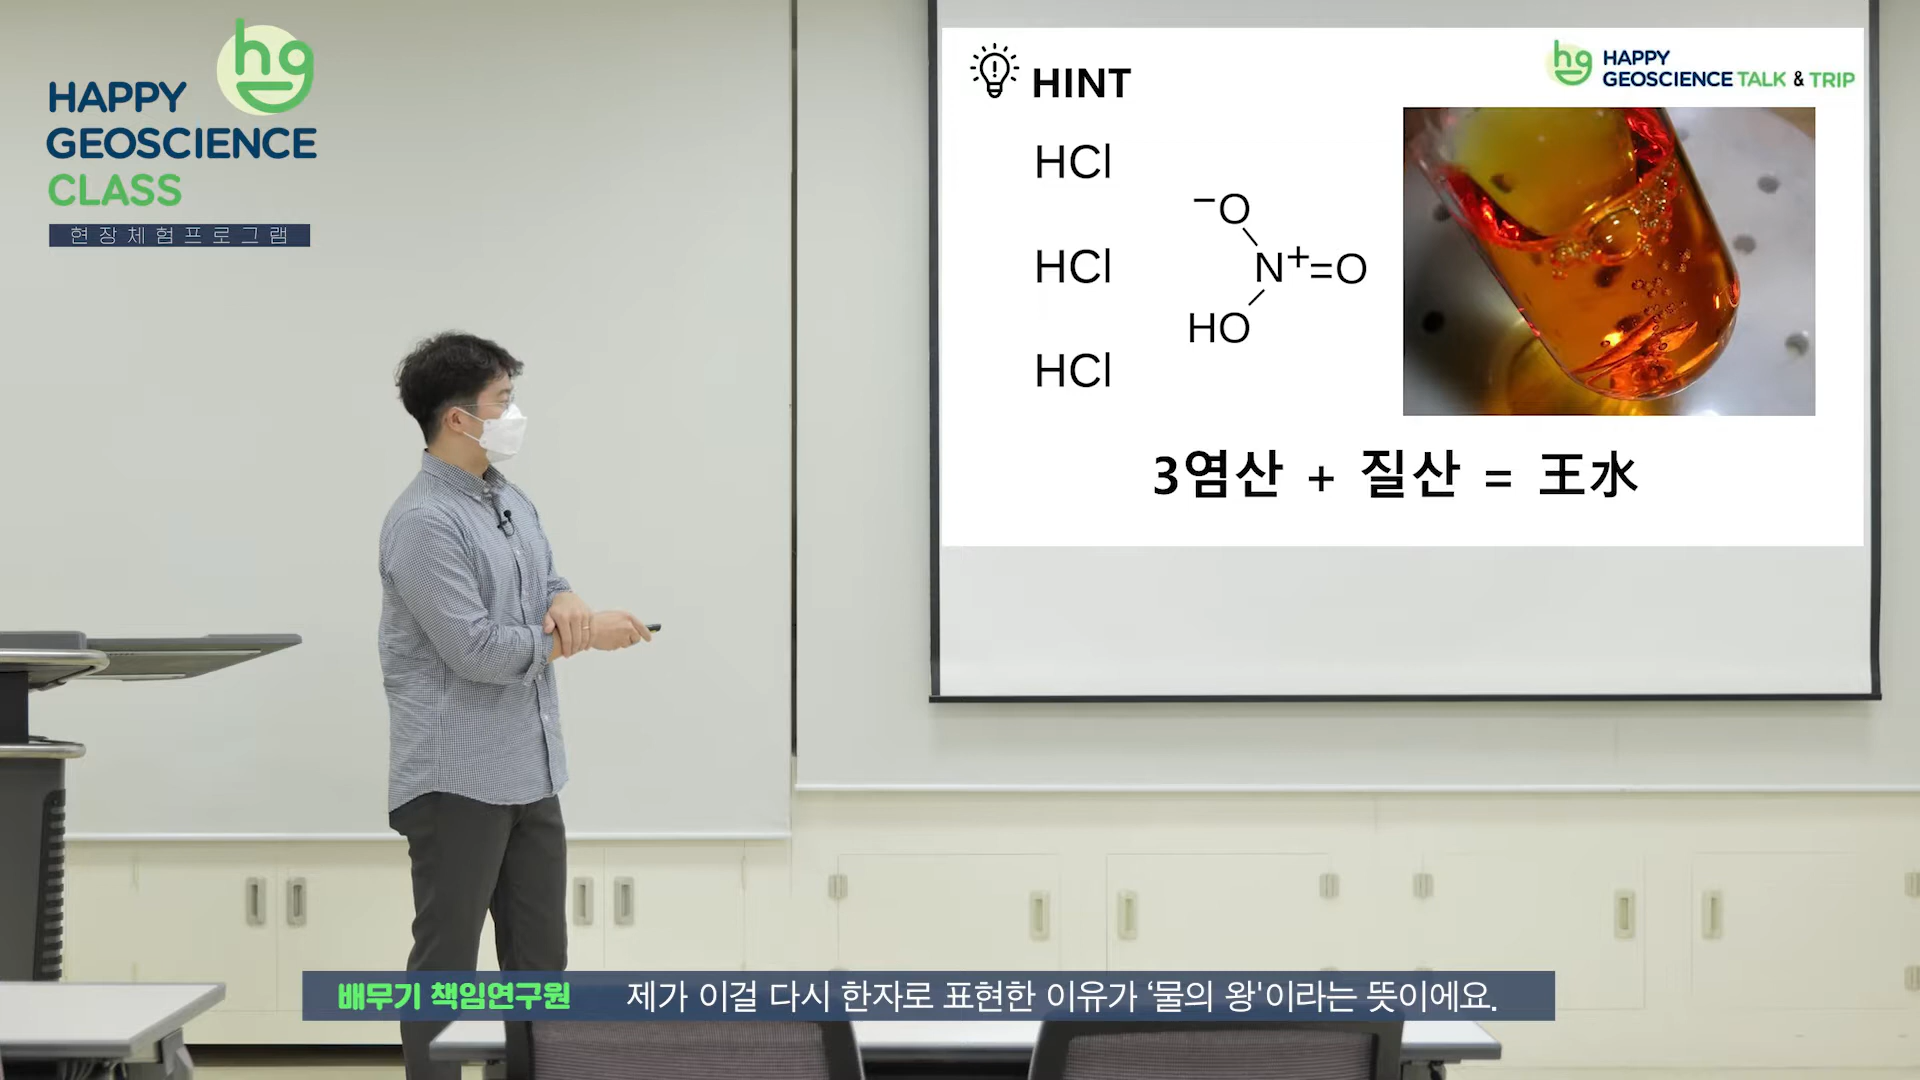 hg
HAPPY
GEOSCIENCE
CLASS
현장체험프로그램
HINT
hg
HAPPY
GEOSCIENCE TALK & TRIP
HCl
HCl
HCl
−O
N+=O
HO
3염산 + 질산 = 王水
배무기 책임연구원 제가 이걸 다시 한자로 표현한 이유가 ‘물의 왕'이라는 뜻이에요.